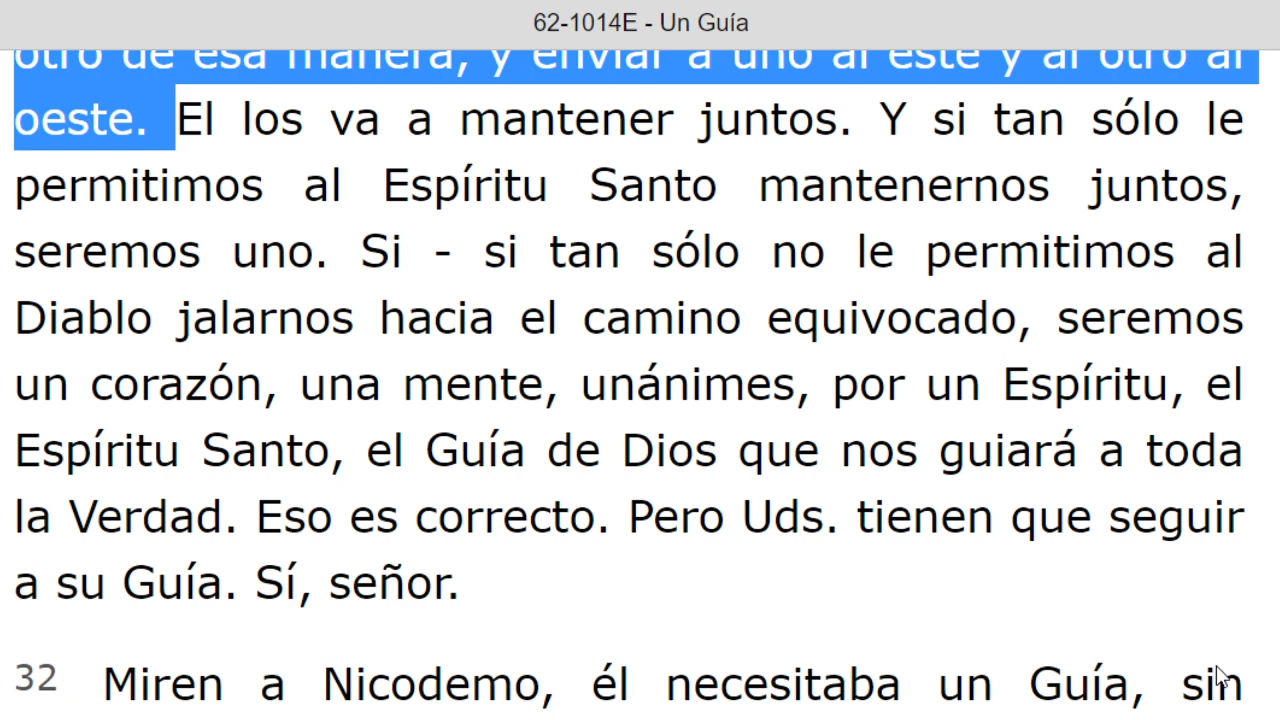 62-1014E - Un Guía
otro de esa manera, y enviar a uno al este y al otro al
oeste. El los va a mantener juntos. Y si tan sólo le
permitimos al Espíritu Santo mantenernos juntos,
seremos uno. Si - si tan sólo no le permitimos al
Diablo jalarnos hacia el camino equivocado, seremos
un corazón, una mente, unánimes, por un Espíritu, el
Espíritu Santo, el Guía de Dios que nos guiará a toda
la Verdad. Eso es correcto. Pero Uds. tienen que seguir
a su Guía. Sí, señor.
32 Miren a Nicodemo, él necesitaba un Guía, sin